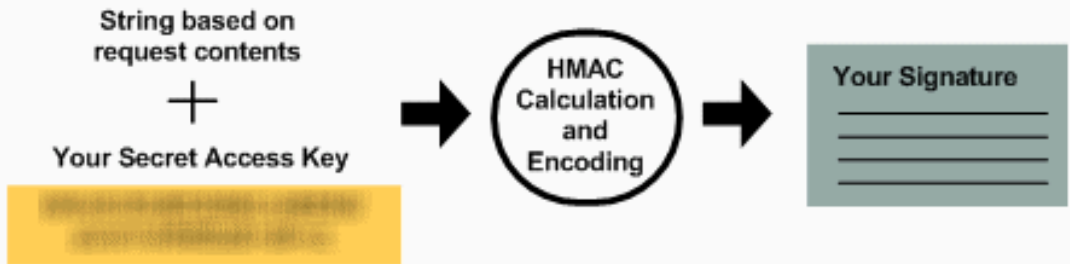 String based on
request contents
+
Your Secret Access Key
HMAC
Calculation
and
Encoding
Your Signature